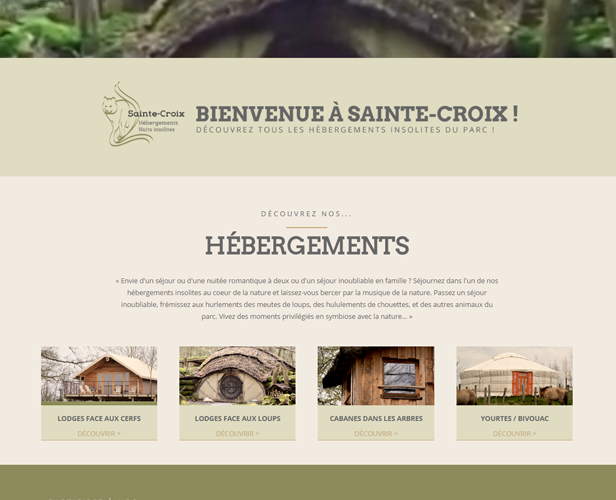 Sainte-Croix
Hébergements
Nuits insolites
BIENVENUE À SAINTE-CROIX !
DÉCOUVREZ TOUS LES HÉBERGEMENTS INSOLITES DU PARC !
DÉCOUVREZ NOS...
HÉBERGEMENTS
« Envie d'un séjour ou d'une nuitée romantique à deux ou d'un séjour inoubliable en famille ? Séjournez dans l'un de nos
hébergements insolites au coeur de la nature et laissez-vous bercer par la musique de la nature. Passez un séjour
inoubliable, frémissez aux hurlements des meutes de loups, des hululements de chouettes, et des autres animaux du
parc. Vivez des moments privilégiés en symbiose avec la nature... »
LODGES FACE AUX CERFS
LODGES FACE AUX LOUPS
CABANES DANS LES ARBRES
YOURTES / BIVOUAC
DÉCOUVRIR >
DÉCOUVRIR >
DÉCOUVRIR >
DÉCOUVRIR >